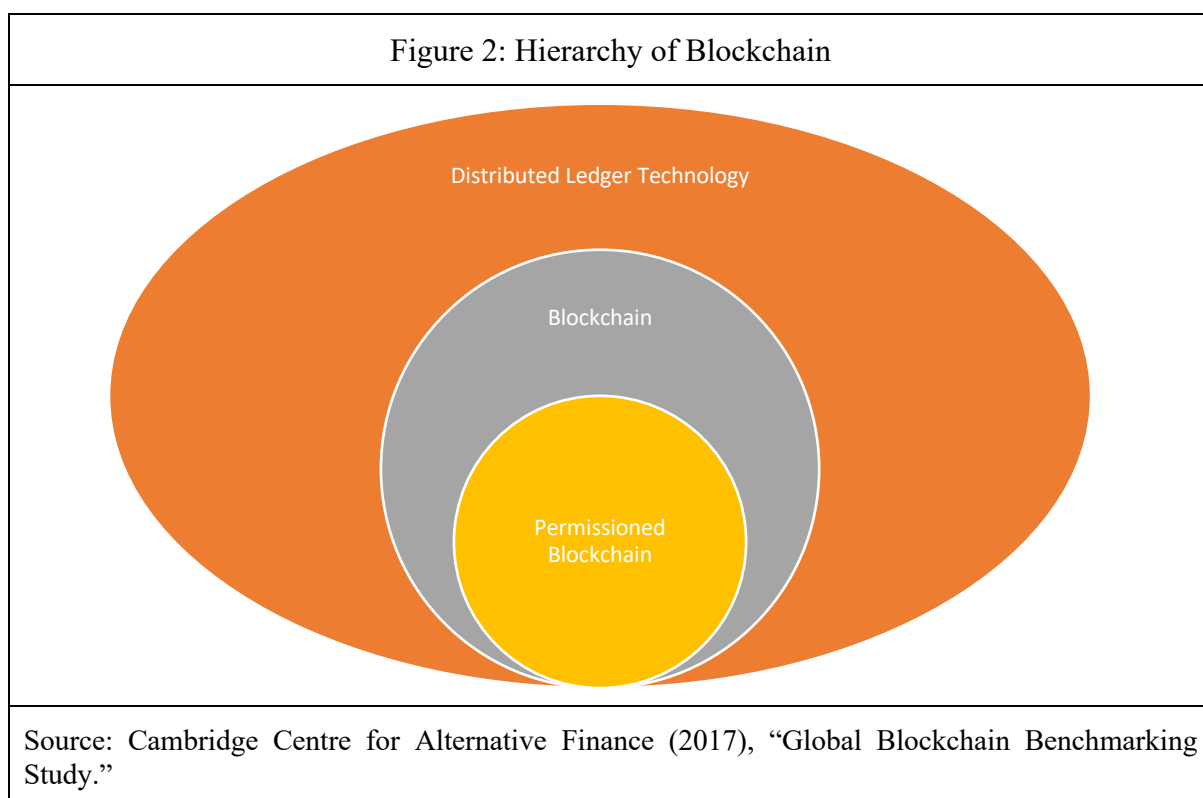 Figure 2: Hierarchy of Blockchain
Distributed Ledger Technology
Blockchain
Permissioned
Blockchain
Source: Cambridge Centre for Alternative Finance (2017), “Global Blockchain Benchmarking
Study.”